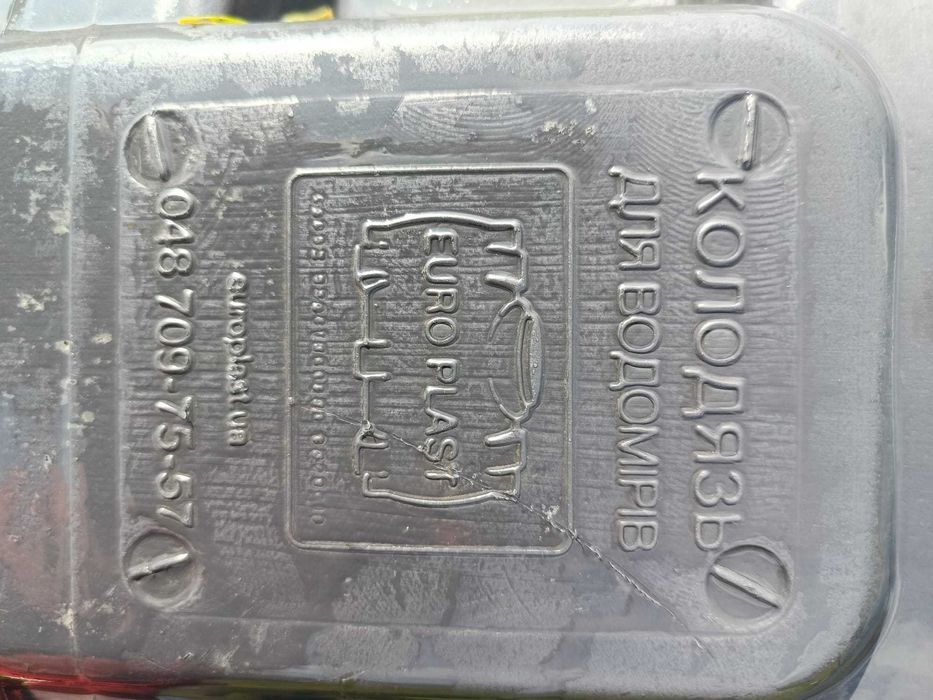 КОЛОДЯЗЬ
ДЛЯ ВОДОМІРІВ
EURO PLAST
europlast.ua
048 709-75-57